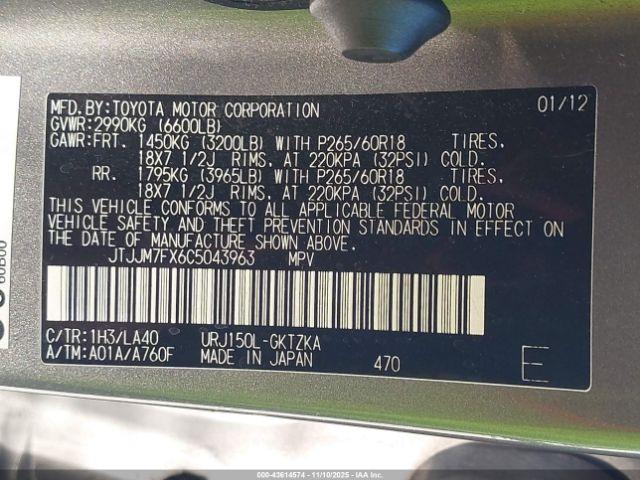 MFD.BY:TOYOTA MOTOR CORPORATION 01/12
GVWR:2990KG (6600LB)
GAWR:FRT. 1450KG (3200LB) WITH P265/60R18 TIRES,
18X7 1/2J RIMS, AT 220KPA (32PSI) COLD.
RR. 1795KG (3965LB) WITH P265/60R18 TIRES,
18X7 1/2J RIMS, AT 220KPA (32PSI) COLD.
THIS VEHICLE CONFORMS TO ALL APPLICABLE FEDERAL MOTOR
VEHICLE SAFETY AND THEFT PREVENTION STANDARDS IN EFFECT ON
THE DATE OF MANUFACTURE SHOWN ABOVE.
JTJJM7FX6C5043963 MPV
C/TR:1H3/LA40 URJ150L-GKTZKA
A/TM:A01A/A760F MADE IN JAPAN 470 E
60B00
000-43614574 - 11/10/2025 - IAA Inc.